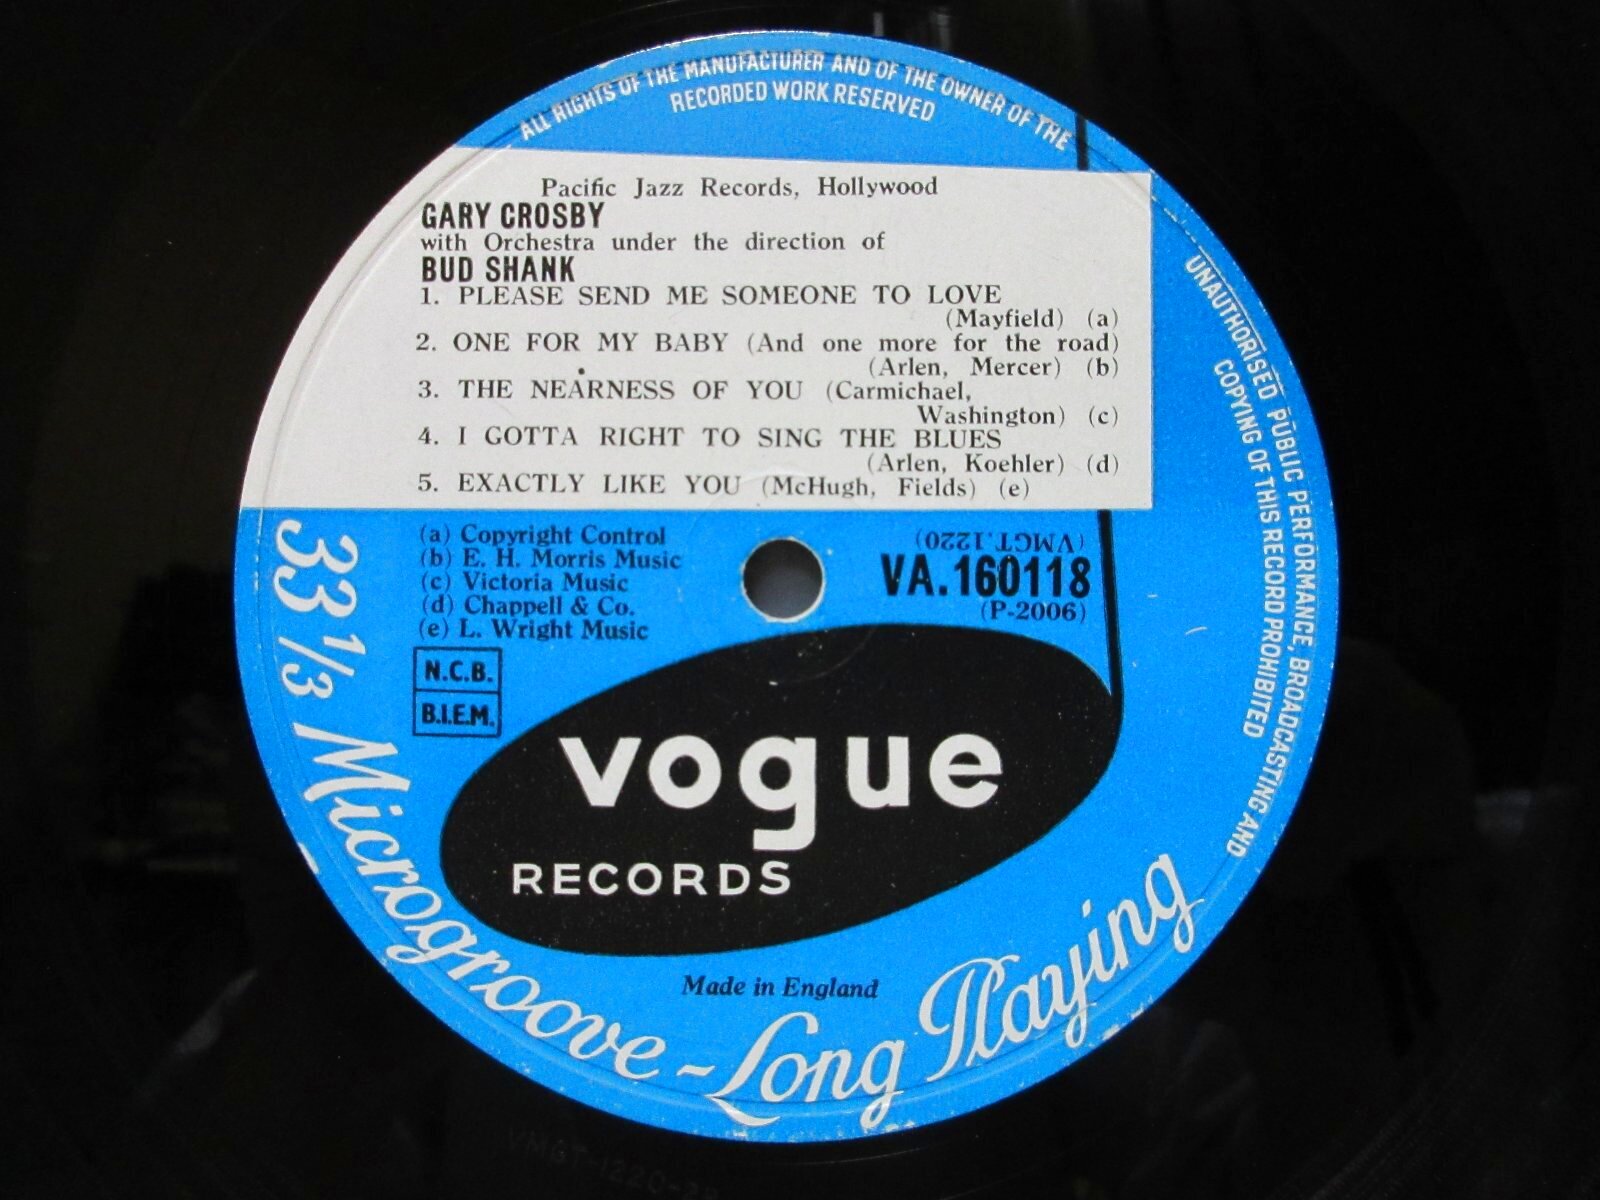 ALL RIGHTS OF THE MANUFACTURER AND OF THE OWNER OF THE
RECORDED WORK RESERVED
Pacific Jazz Records, Hollywood
GARY CROSBY
with Orchestra under the direction of
BUD SHANK
1. PLEASE SEND ME SOMEONE TO LOVE
(Mayfield) (a)
2. ONE FOR MY BABY (And one more for the road)
(Arlen, Mercer) (b)
3. THE NEARNESS OF YOU (Carmichael,
Washington) (c)
4. I GOTTA RIGHT TO SING THE BLUES
(Arlen, Koehler) (d)
5. EXACTLY LIKE YOU (McHugh, Fields) (e)
UNAUTHORISED PUBLIC PERFORMANCE, BROADCASTING AND
COPYING OF THIS RECORD PROHIBITED
(a) Copyright Control
(b) E. H. Morris Music
(c) Victoria Music
(d) Chappell & Co.
(e) L. Wright Music
(VMGT.1220)
VA.160118
(P-2006)
N.C.B.
B.I.E.M.
vogue
RECORDS
Made in England
33 1/3 Microgroove - Long Playing